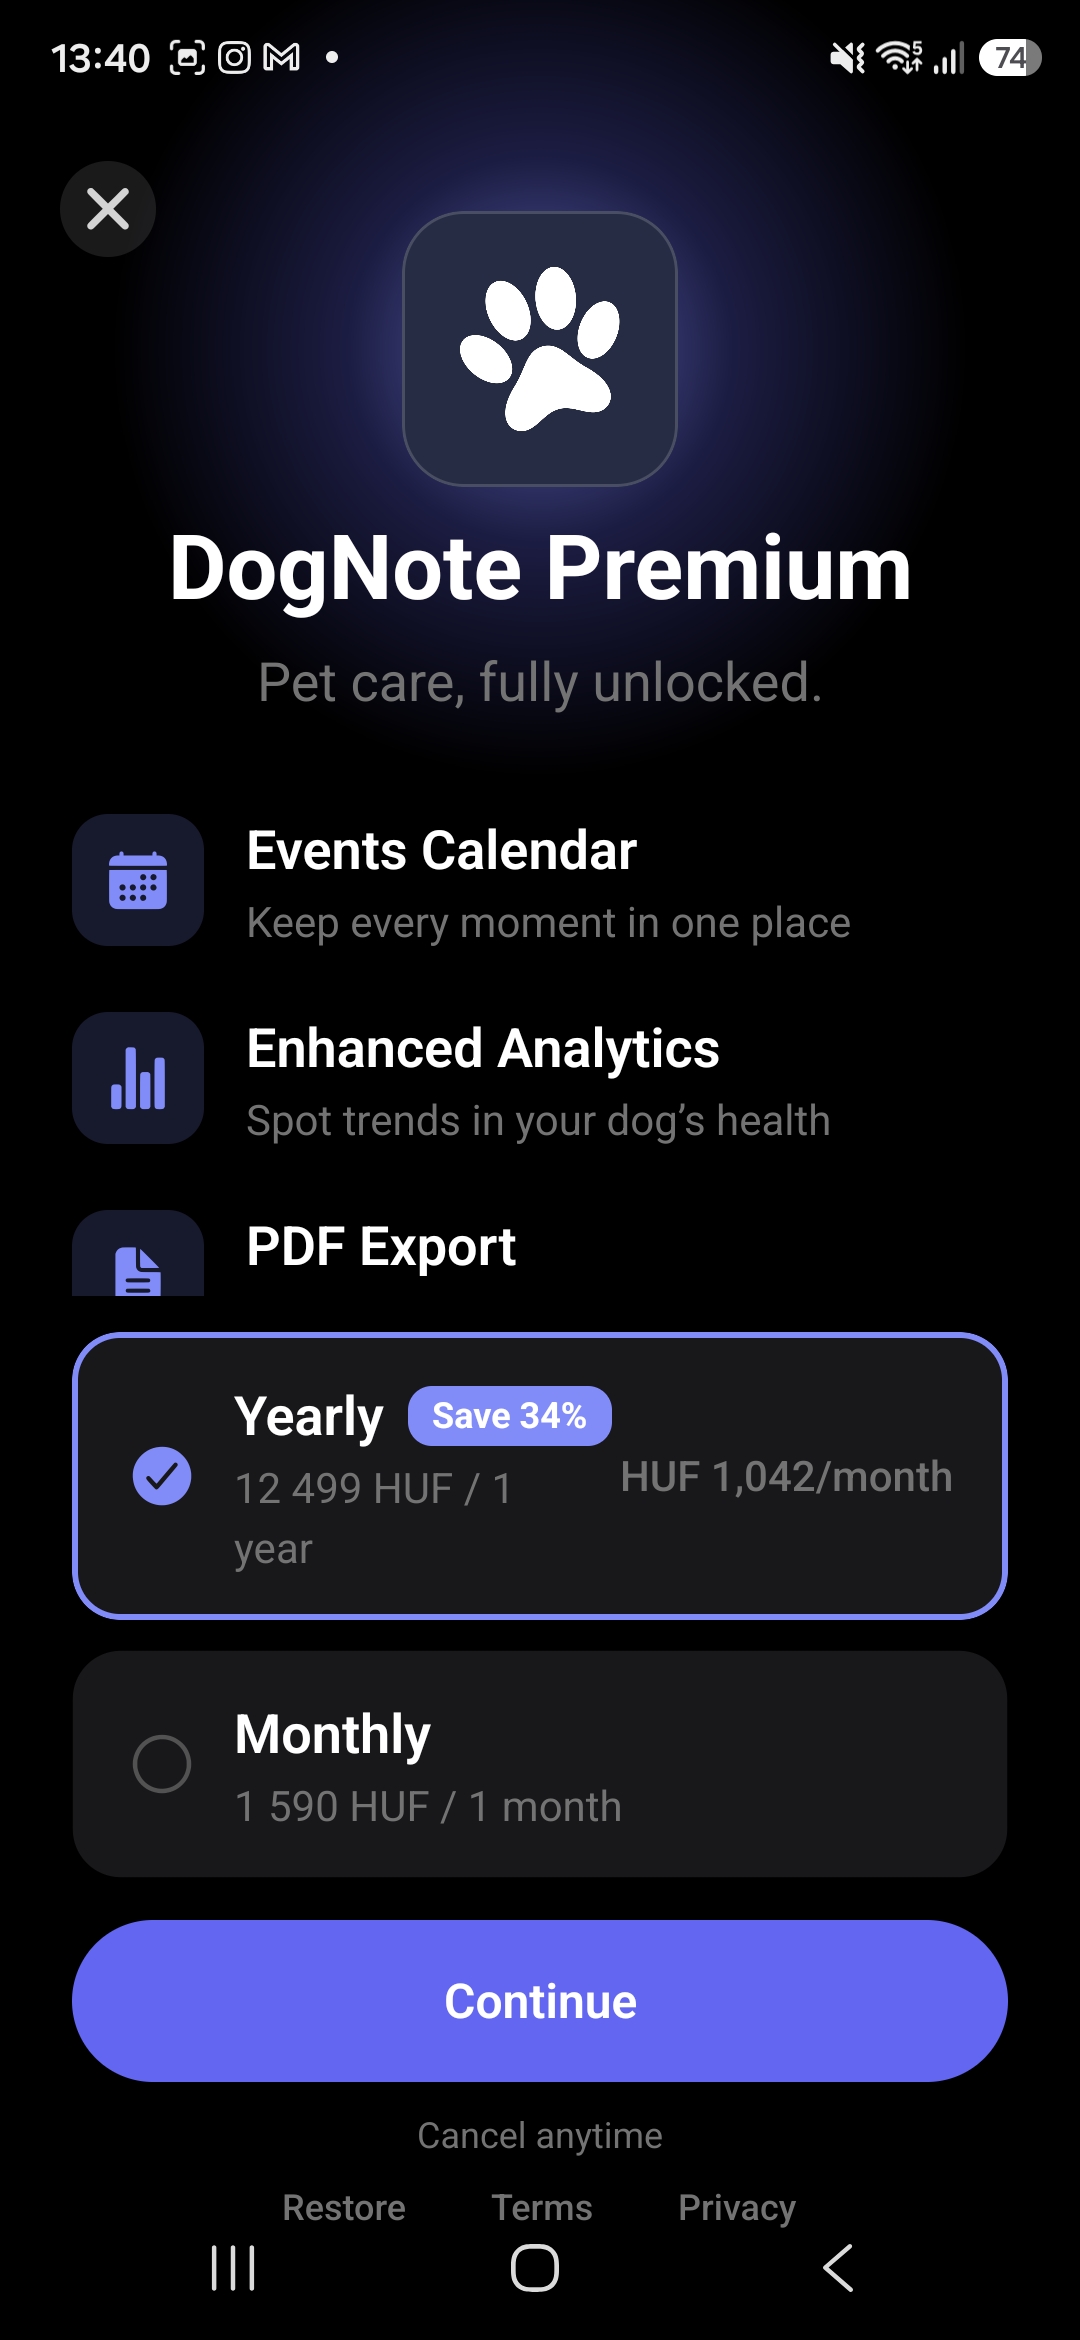 13:40
5
74
DogNote Premium
Pet care, fully unlocked.
Events Calendar
Keep every moment in one place
Enhanced Analytics
Spot trends in your dog’s health
PDF Export
Yearly Save 34%
12 499 HUF / 1
year
HUF 1,042/month
Monthly
1 590 HUF / 1 month
Continue
Cancel anytime
Restore Terms Privacy